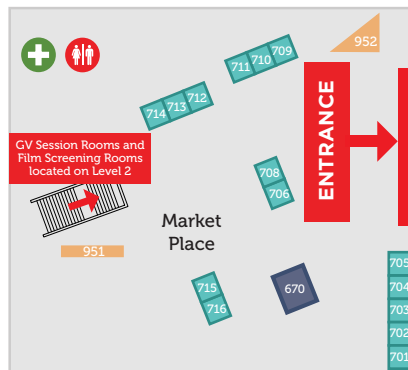 952
711 710 709
714 713 712
ENTRANCE
GV Session Rooms and
Film Screening Rooms
located on Level 2
708
706
Market
Place
951
715
716
670
705
704
703
702
701